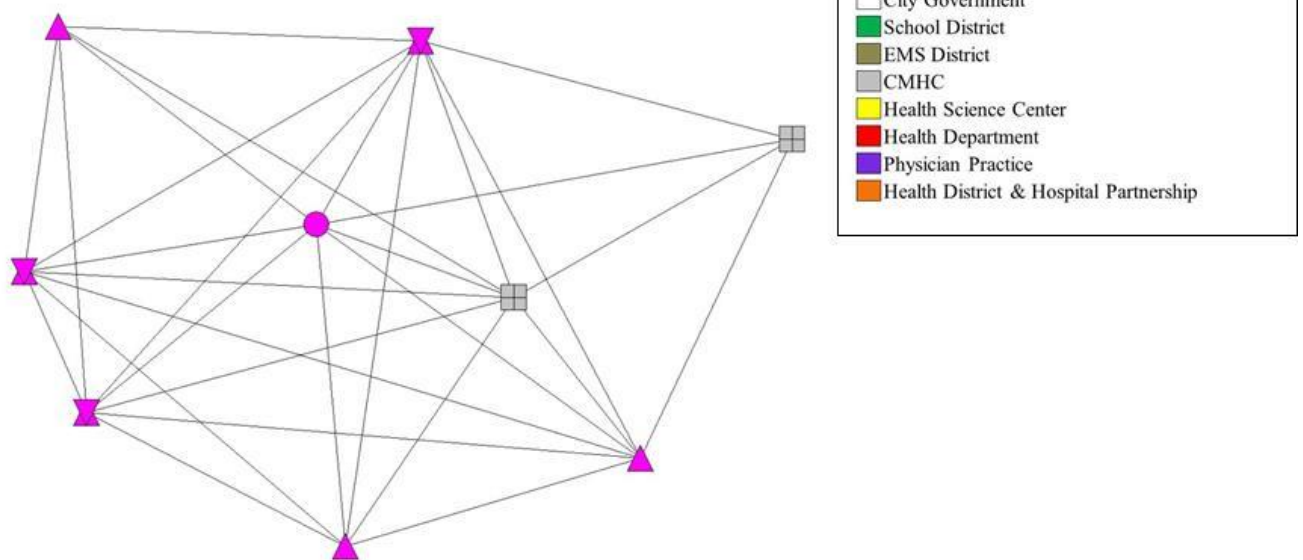 City Government
School District
EMS District
CMHC
Health Science Center
Health Department
Physician Practice
Health District & Hospital Partnership